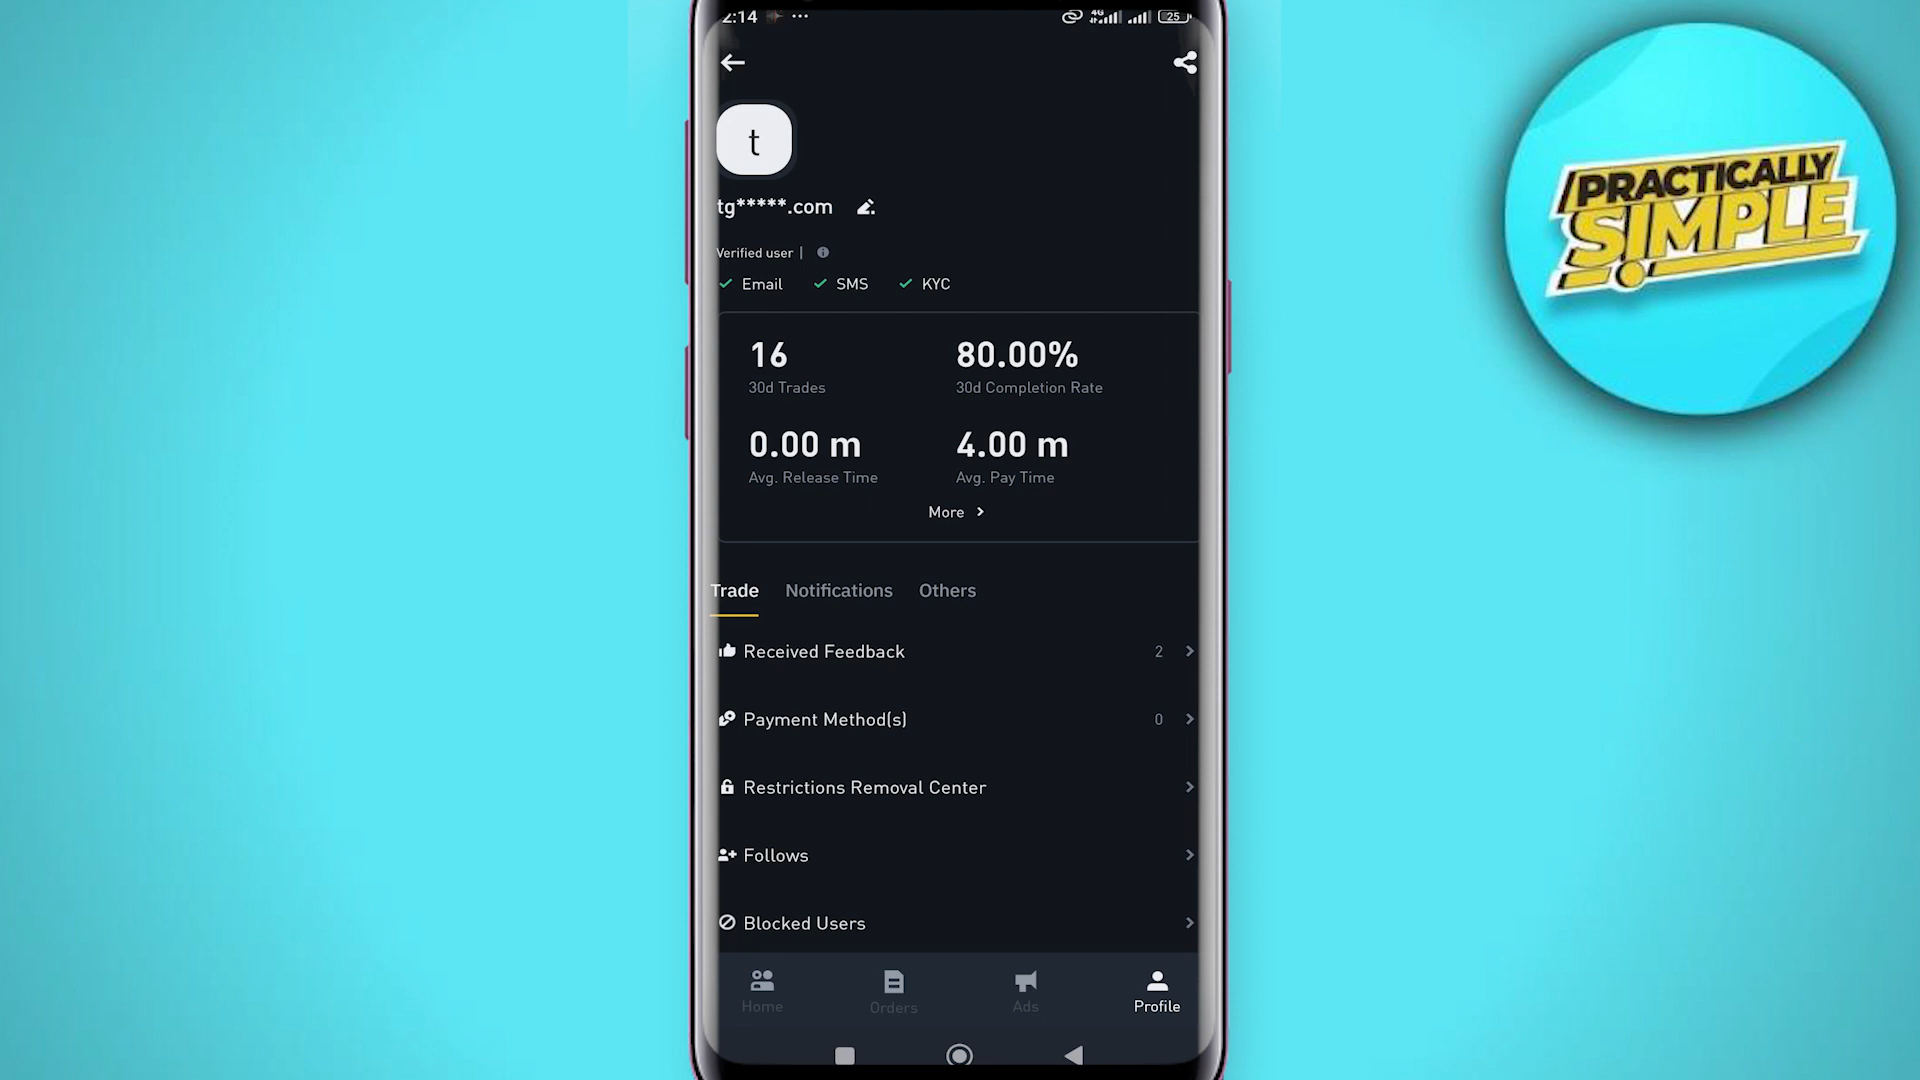 2:14
4G
25
t
tg*****.com
Verified user |
Email SMS KYC
16 80.00%
30d Trades 30d Completion Rate
0.00 m 4.00 m
Avg. Release Time Avg. Pay Time
More
Trade Notifications Others
Received Feedback 2
Payment Method(s) 0
Restrictions Removal Center
Follows
Blocked Users
Home Orders Ads Profile
PRACTICALLY
SIMPLE